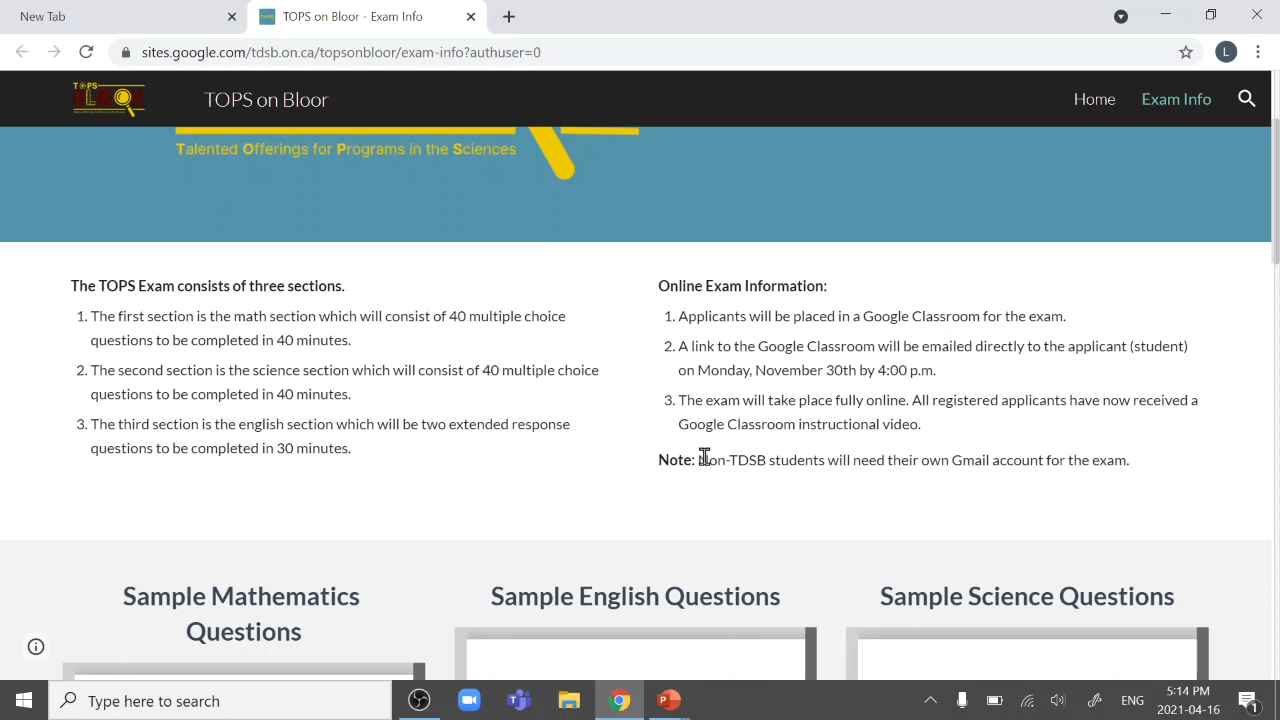 New Tab
TOPS on Bloor - Exam Info
sites.google.com/tdsb.on.ca/topsonbloor/exam-info?authuser=0
L
TOPS
TOPS on Bloor
Home
Exam Info
Talented Offerings for Programs in the Sciences
The TOPS Exam consists of three sections.
1. The first section is the math section which will consist of 40 multiple choice
questions to be completed in 40 minutes.
2. The second section is the science section which will consist of 40 multiple choice
questions to be completed in 40 minutes.
3. The third section is the english section which will be two extended response
questions to be completed in 30 minutes.
Online Exam Information:
1. Applicants will be placed in a Google Classroom for the exam.
2. A link to the Google Classroom will be emailed directly to the applicant (student)
on Monday, November 30th by 4:00 p.m.
3. The exam will take place fully online. All registered applicants have now received a
Google Classroom instructional video.
Note: Non-TDSB students will need their own Gmail account for the exam.
Sample Mathematics
Questions
Sample English Questions
Sample Science Questions
Type here to search
ENG
5:14 PM
2021-04-16
1